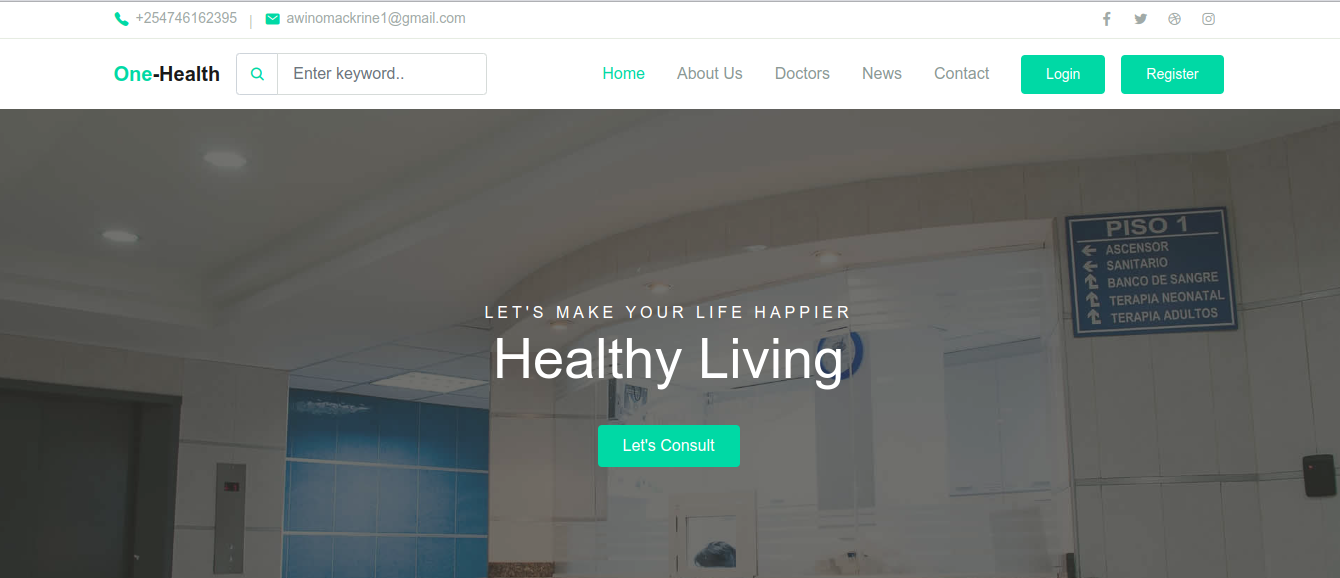 +254746162395 | awinomackrine1@gmail.com
One-Health Enter keyword.. Home About Us Doctors News Contact Login Register
PISO 1
ASCENSOR
SANITARIO
BANCO DE SANGRE
TERAPIA NEONATAL
TERAPIA ADULTOS
LET'S MAKE YOUR LIFE HAPPIER
Healthy Living
Let's Consult